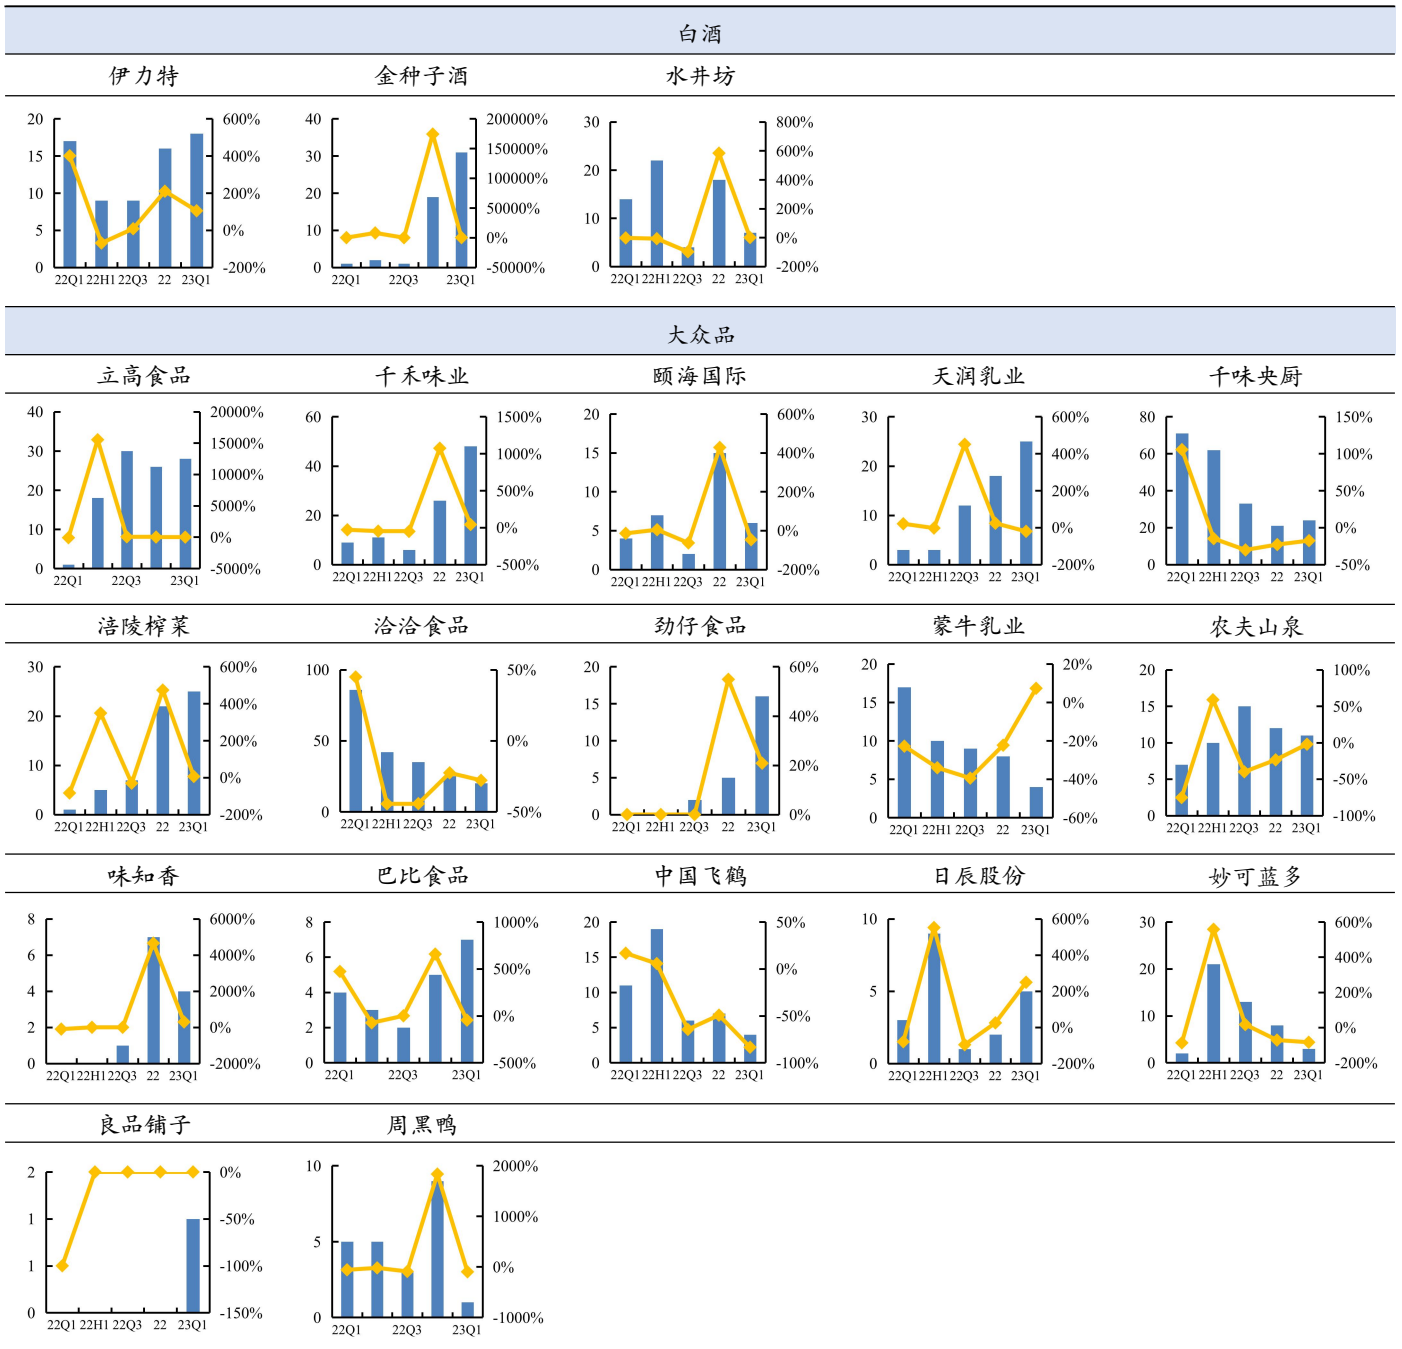 白酒
伊力特 金种子酒 水井坊
20 600% 40 200000% 30 800%
15 400% 30 150000% 20 600%
10 200% 20 100000% 10 400%
5 0% 10 50000% 0 200%
0 -200% 0 0% 0%
-50000% -200%
22Q1 22H1 22Q3 22 23Q1 22Q1 22Q3 23Q1 22Q1 22H1 22Q3 22 23Q1
大众品
立高食品 千禾味业 颐海国际 天润乳业 千味央厨
40 20000% 60 1500% 20 600% 30 600% 80 150%
30 15000% 40 1000% 15 400% 20 400% 60 100%
20 10000% 20 500% 10 200% 10 200% 40 50%
10 5000% 0 0% 5 0% 0 0% 20 0%
0 0% -500% 0 -200% -200% 0 -50%
-5000%
22Q1 22Q3 23Q1 22Q1 22H1 22Q3 22 23Q1 22Q1 22H1 22Q3 22 23Q1 22Q1 22H1 22Q3 22 23Q1 22Q1 22H1 22Q3 22 23Q1
涪陵榨菜 洽洽食品 劲仔食品 蒙牛乳业 农夫山泉
30 600% 100 50% 20 60% 20 20% 20 100%
20 400% 50 0% 15 40% 15 0% 15 50%
10 200% 0 -50% 10 20% 10 -20% 10 0%
0 0% 5 0% 5 -40% 5 -50%
-200% 0 0 -60% 0 -100%
22Q1 22H1 22Q3 22 23Q1 22Q1 22H1 22Q3 22 23Q1 22Q1 22H1 22Q3 22 23Q1 22Q1 22H1 22Q3 22 23Q1 22Q1 22H1 22Q3 22 23Q1
味知香 巴比食品 中国飞鹤 日辰股份 妙可蓝多
8 6000% 8 1000% 20 50% 10 600% 30 600%
6 4000% 6 500% 15 0% 5 400% 20 400%
4 2000% 4 0% 10 -50% 0 200% 10 200%
2 0% 2 -500% 5 -100% 0% 0 0%
0 -2000% 0 0 -200% -200%
22Q1 22H1 22Q3 22 23Q1 22Q1 22Q3 23Q1 22Q1 22H1 22Q3 22 23Q1 22Q1 22H1 22Q3 22 23Q1 22Q1 22H1 22Q3 22 23Q1
良品铺子 周黑鸭
2 0% 10 2000%
1 -50% 5 1000%
1 -100% 0 0%
0 -150% -1000%
22Q1 22H1 22Q3 22 23Q1 22Q1 22Q3 23Q1